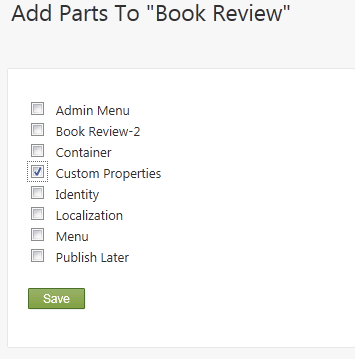 Add Parts To "Book Review"
Admin Menu
Book Review-2
Container
Custom Properties
Identity
Localization
Menu
Publish Later
Save